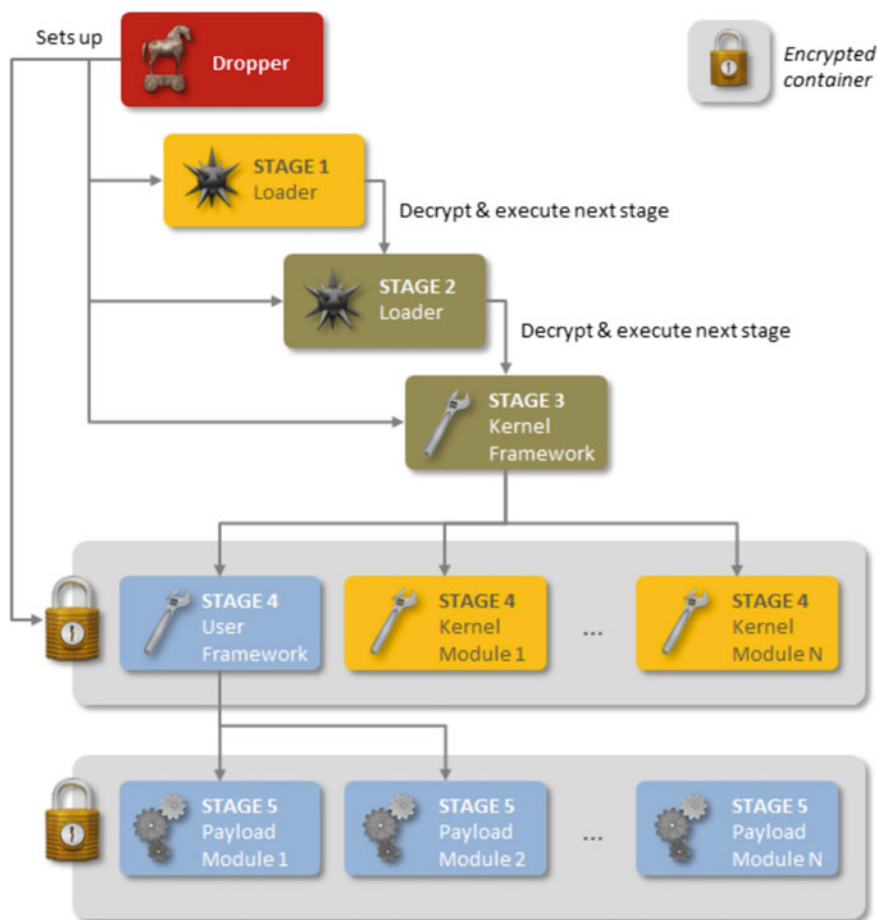 Sets up
Dropper
Encrypted
container
STAGE 1
Loader
Decrypt & execute next stage
STAGE 2
Loader
Decrypt & execute next stage
STAGE 3
Kernel
Framework
STAGE 4
User
Framework
STAGE 4
Kernel
Module 1
...
STAGE 4
Kernel
Module N
STAGE 5
Payload
Module 1
STAGE 5
Payload
Module 2
...
STAGE 5
Payload
Module N